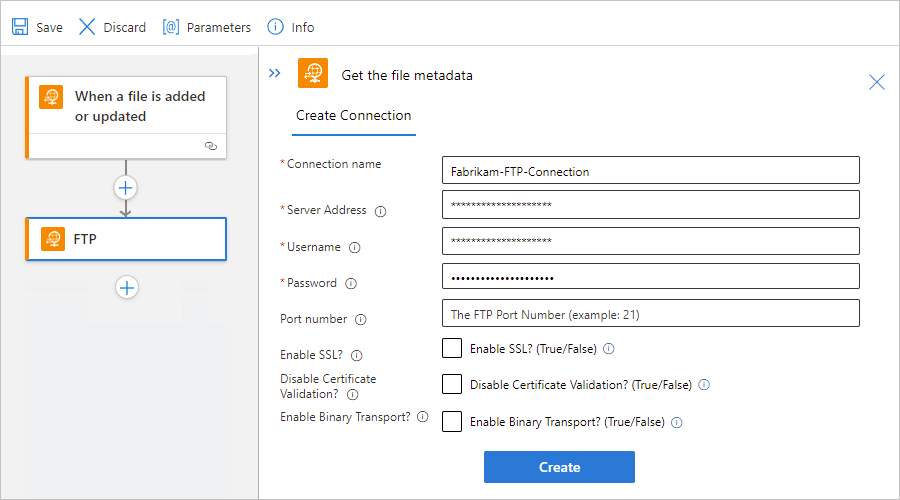 Save Discard Parameters Info
When a file is added
or updated
FTP
Get the file metadata
Create Connection
*Connection name
Fabrikam-FTP-Connection
*Server Address
********************
*Username
********************
*Password
•••••••••••••••••••••
Port number
The FTP Port Number (example: 21)
Enable SSL?
Enable SSL? (True/False)
Disable Certificate
Validation?
Disable Certificate Validation? (True/False)
Enable Binary Transport?
Enable Binary Transport? (True/False)
Create